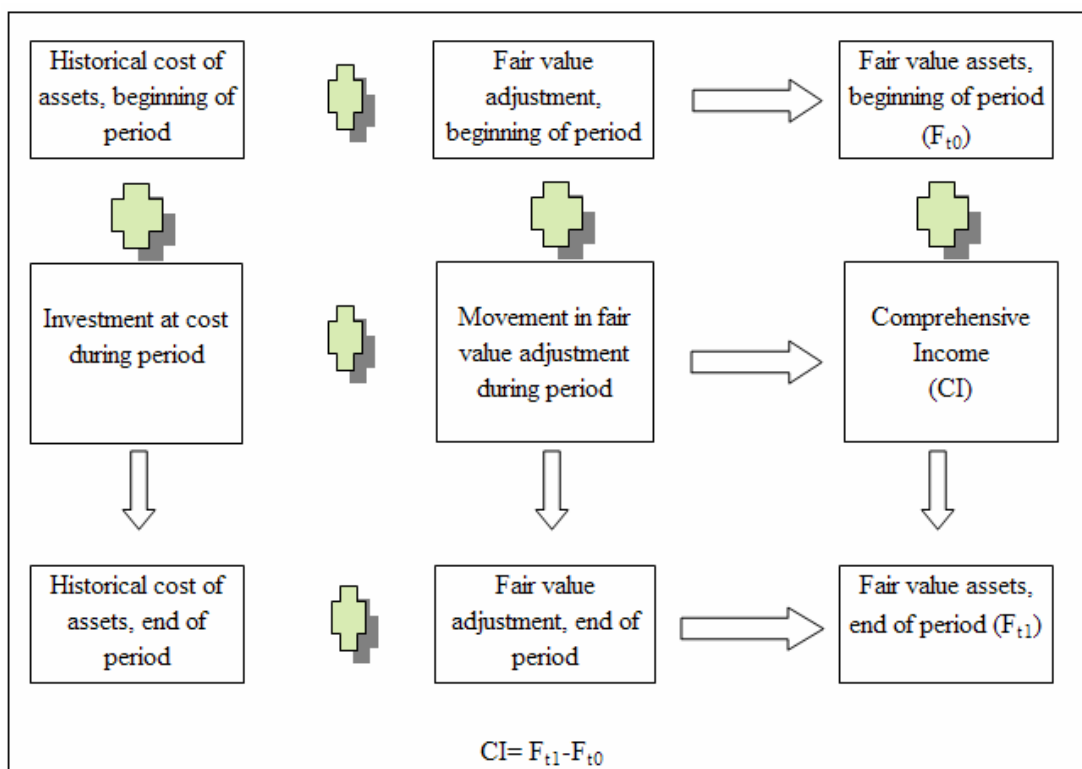 Historical cost of
assets, beginning of
period
Fair value
adjustment,
beginning of period
Fair value assets,
beginning of period
(Ft0)
Investment at cost
during period
Movement in fair
value adjustment
during period
Comprehensive
Income
(CI)
Historical cost of
assets, end of
period
Fair value
adjustment, end of
period
Fair value assets,
end of period (Ft1)
CI= Ft1-Ft0